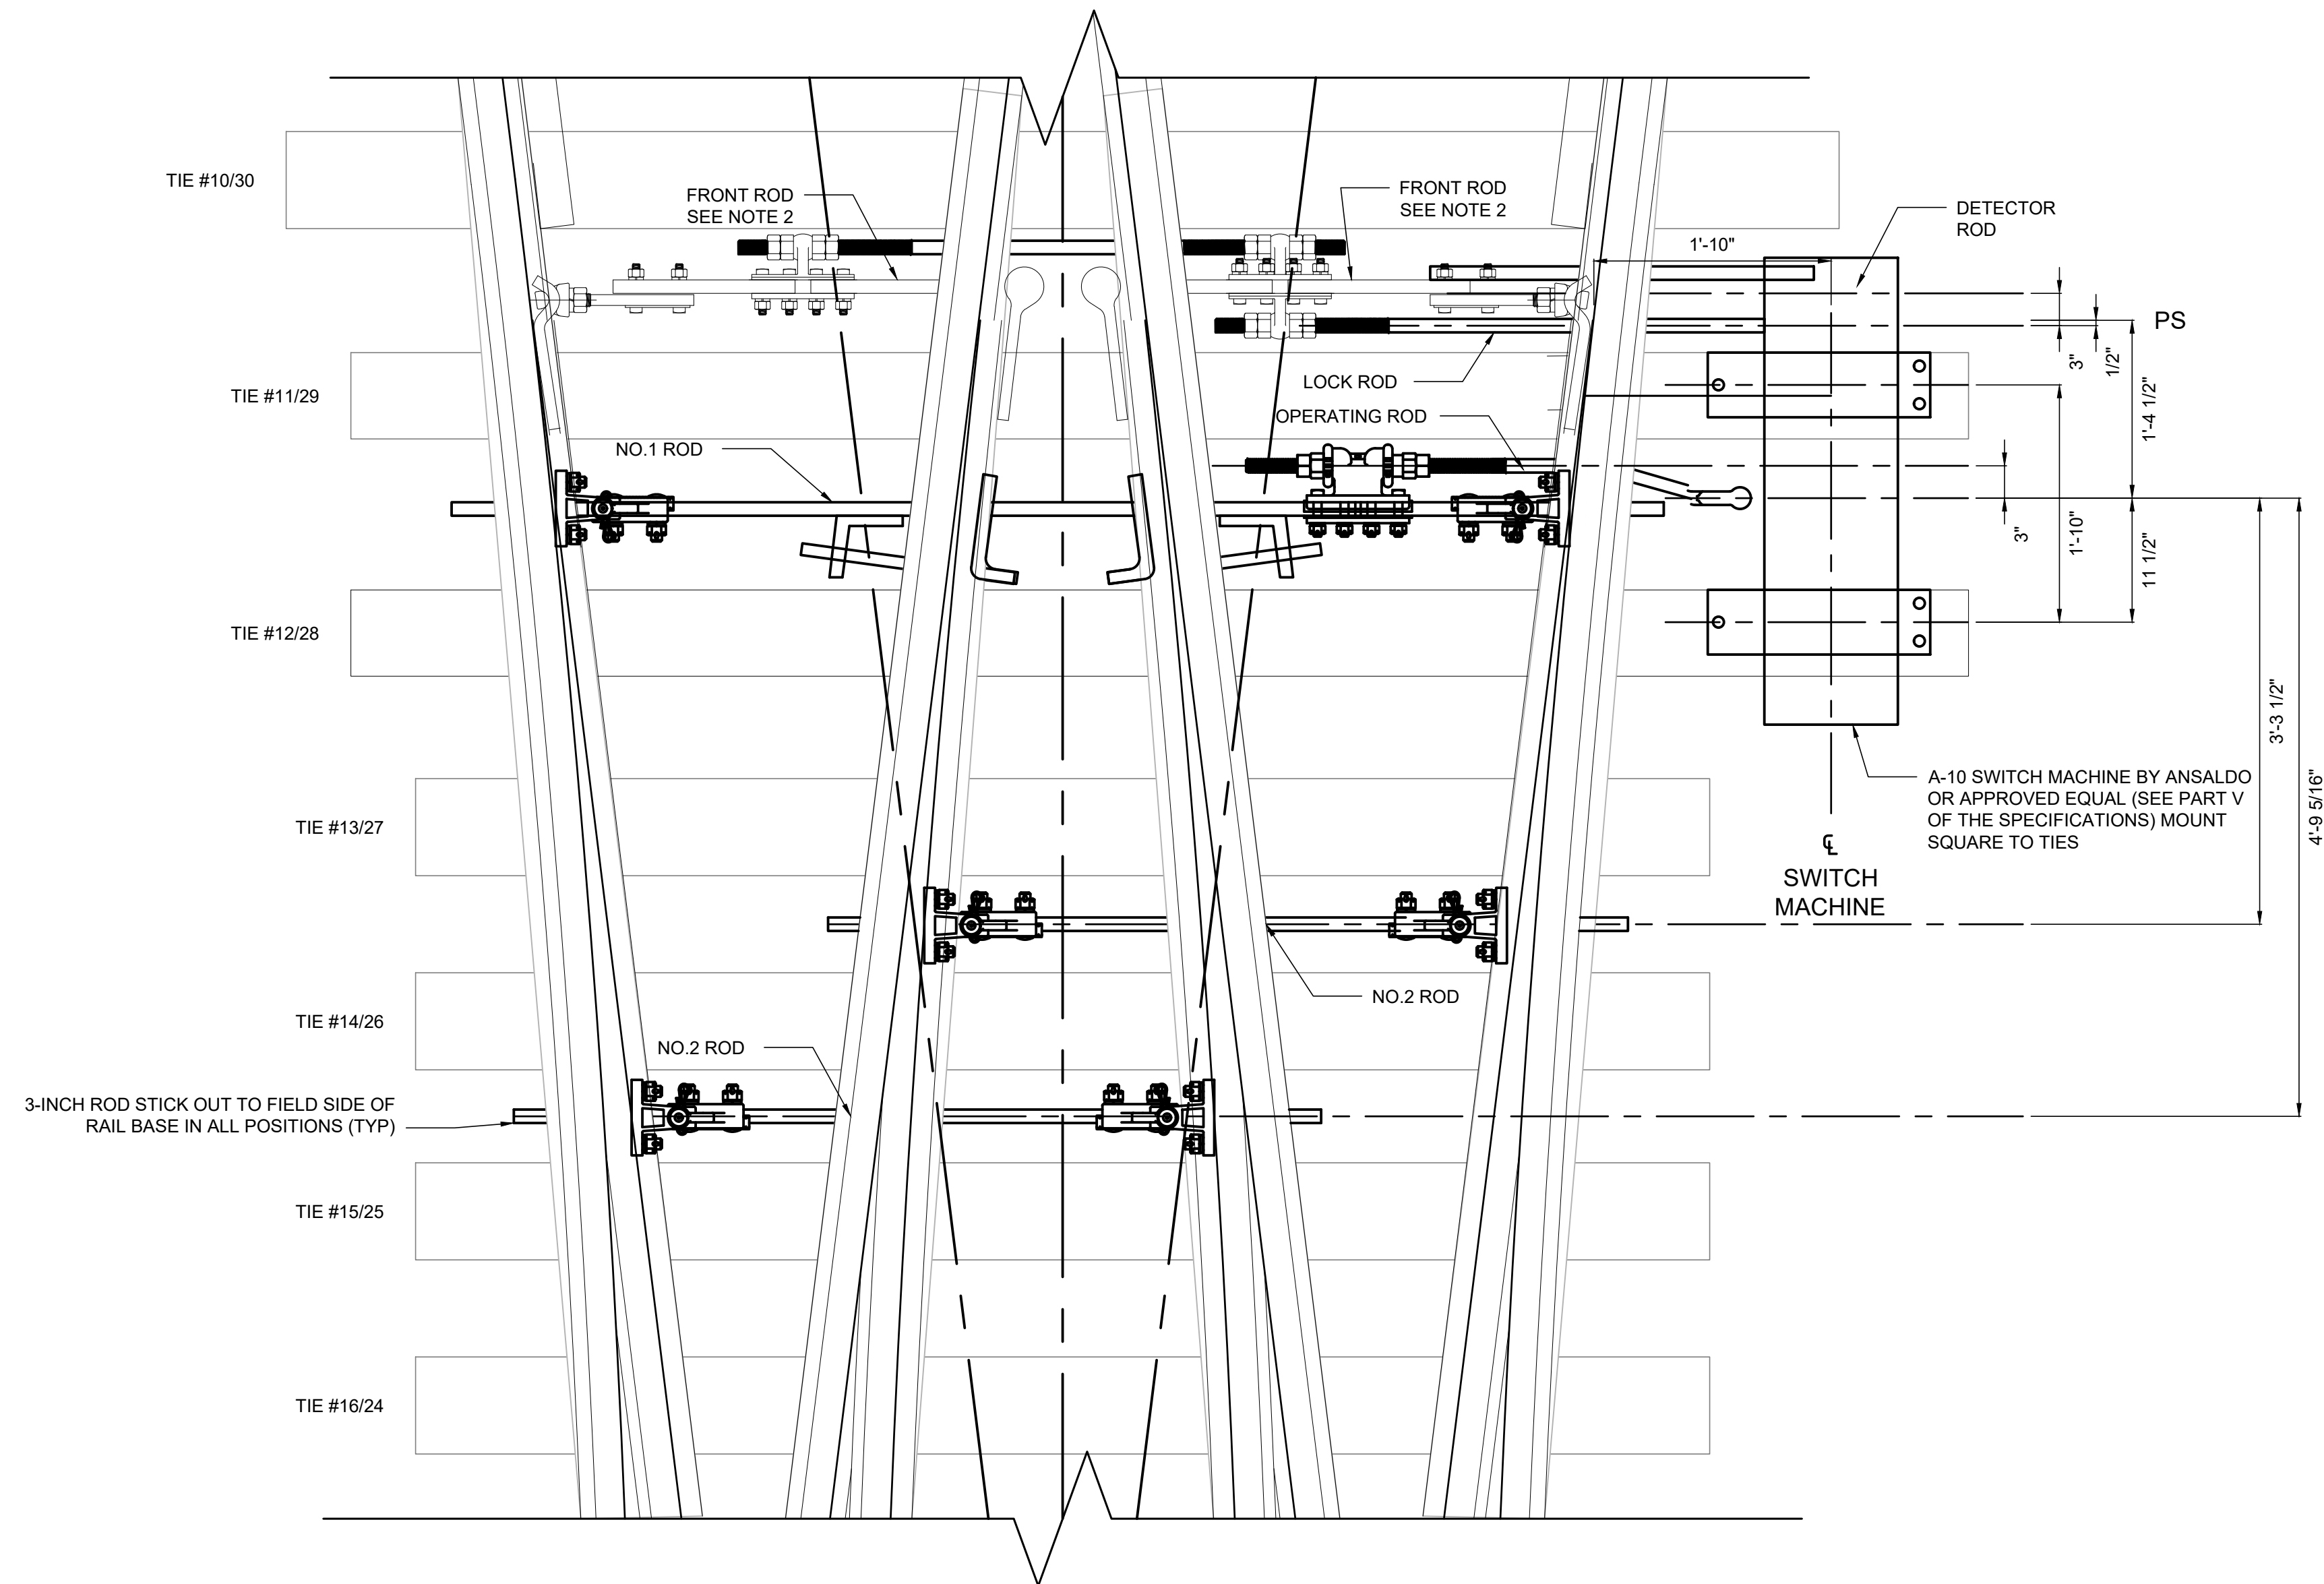 TIE #10/30
FRONT ROD
SEE NOTE 2
FRONT ROD
SEE NOTE 2
DETECTOR
ROD
1'-10"
PS
3"
1/2"
1'-4 1/2"
LOCK ROD
TIE #11/29
OPERATING ROD
NO.1 ROD
3"
1'-10"
11 1/2"
TIE #12/28
3'-3 1/2"
4'-9 5/16"
A-10 SWITCH MACHINE BY ANSALDO
OR APPROVED EQUAL (SEE PART V
OF THE SPECIFICATIONS) MOUNT
SQUARE TO TIES
TIE #13/27
℄
SWITCH
MACHINE
NO.2 ROD
TIE #14/26
NO.2 ROD
3-INCH ROD STICK OUT TO FIELD SIDE OF
RAIL BASE IN ALL POSITIONS (TYP)
TIE #15/25
TIE #16/24